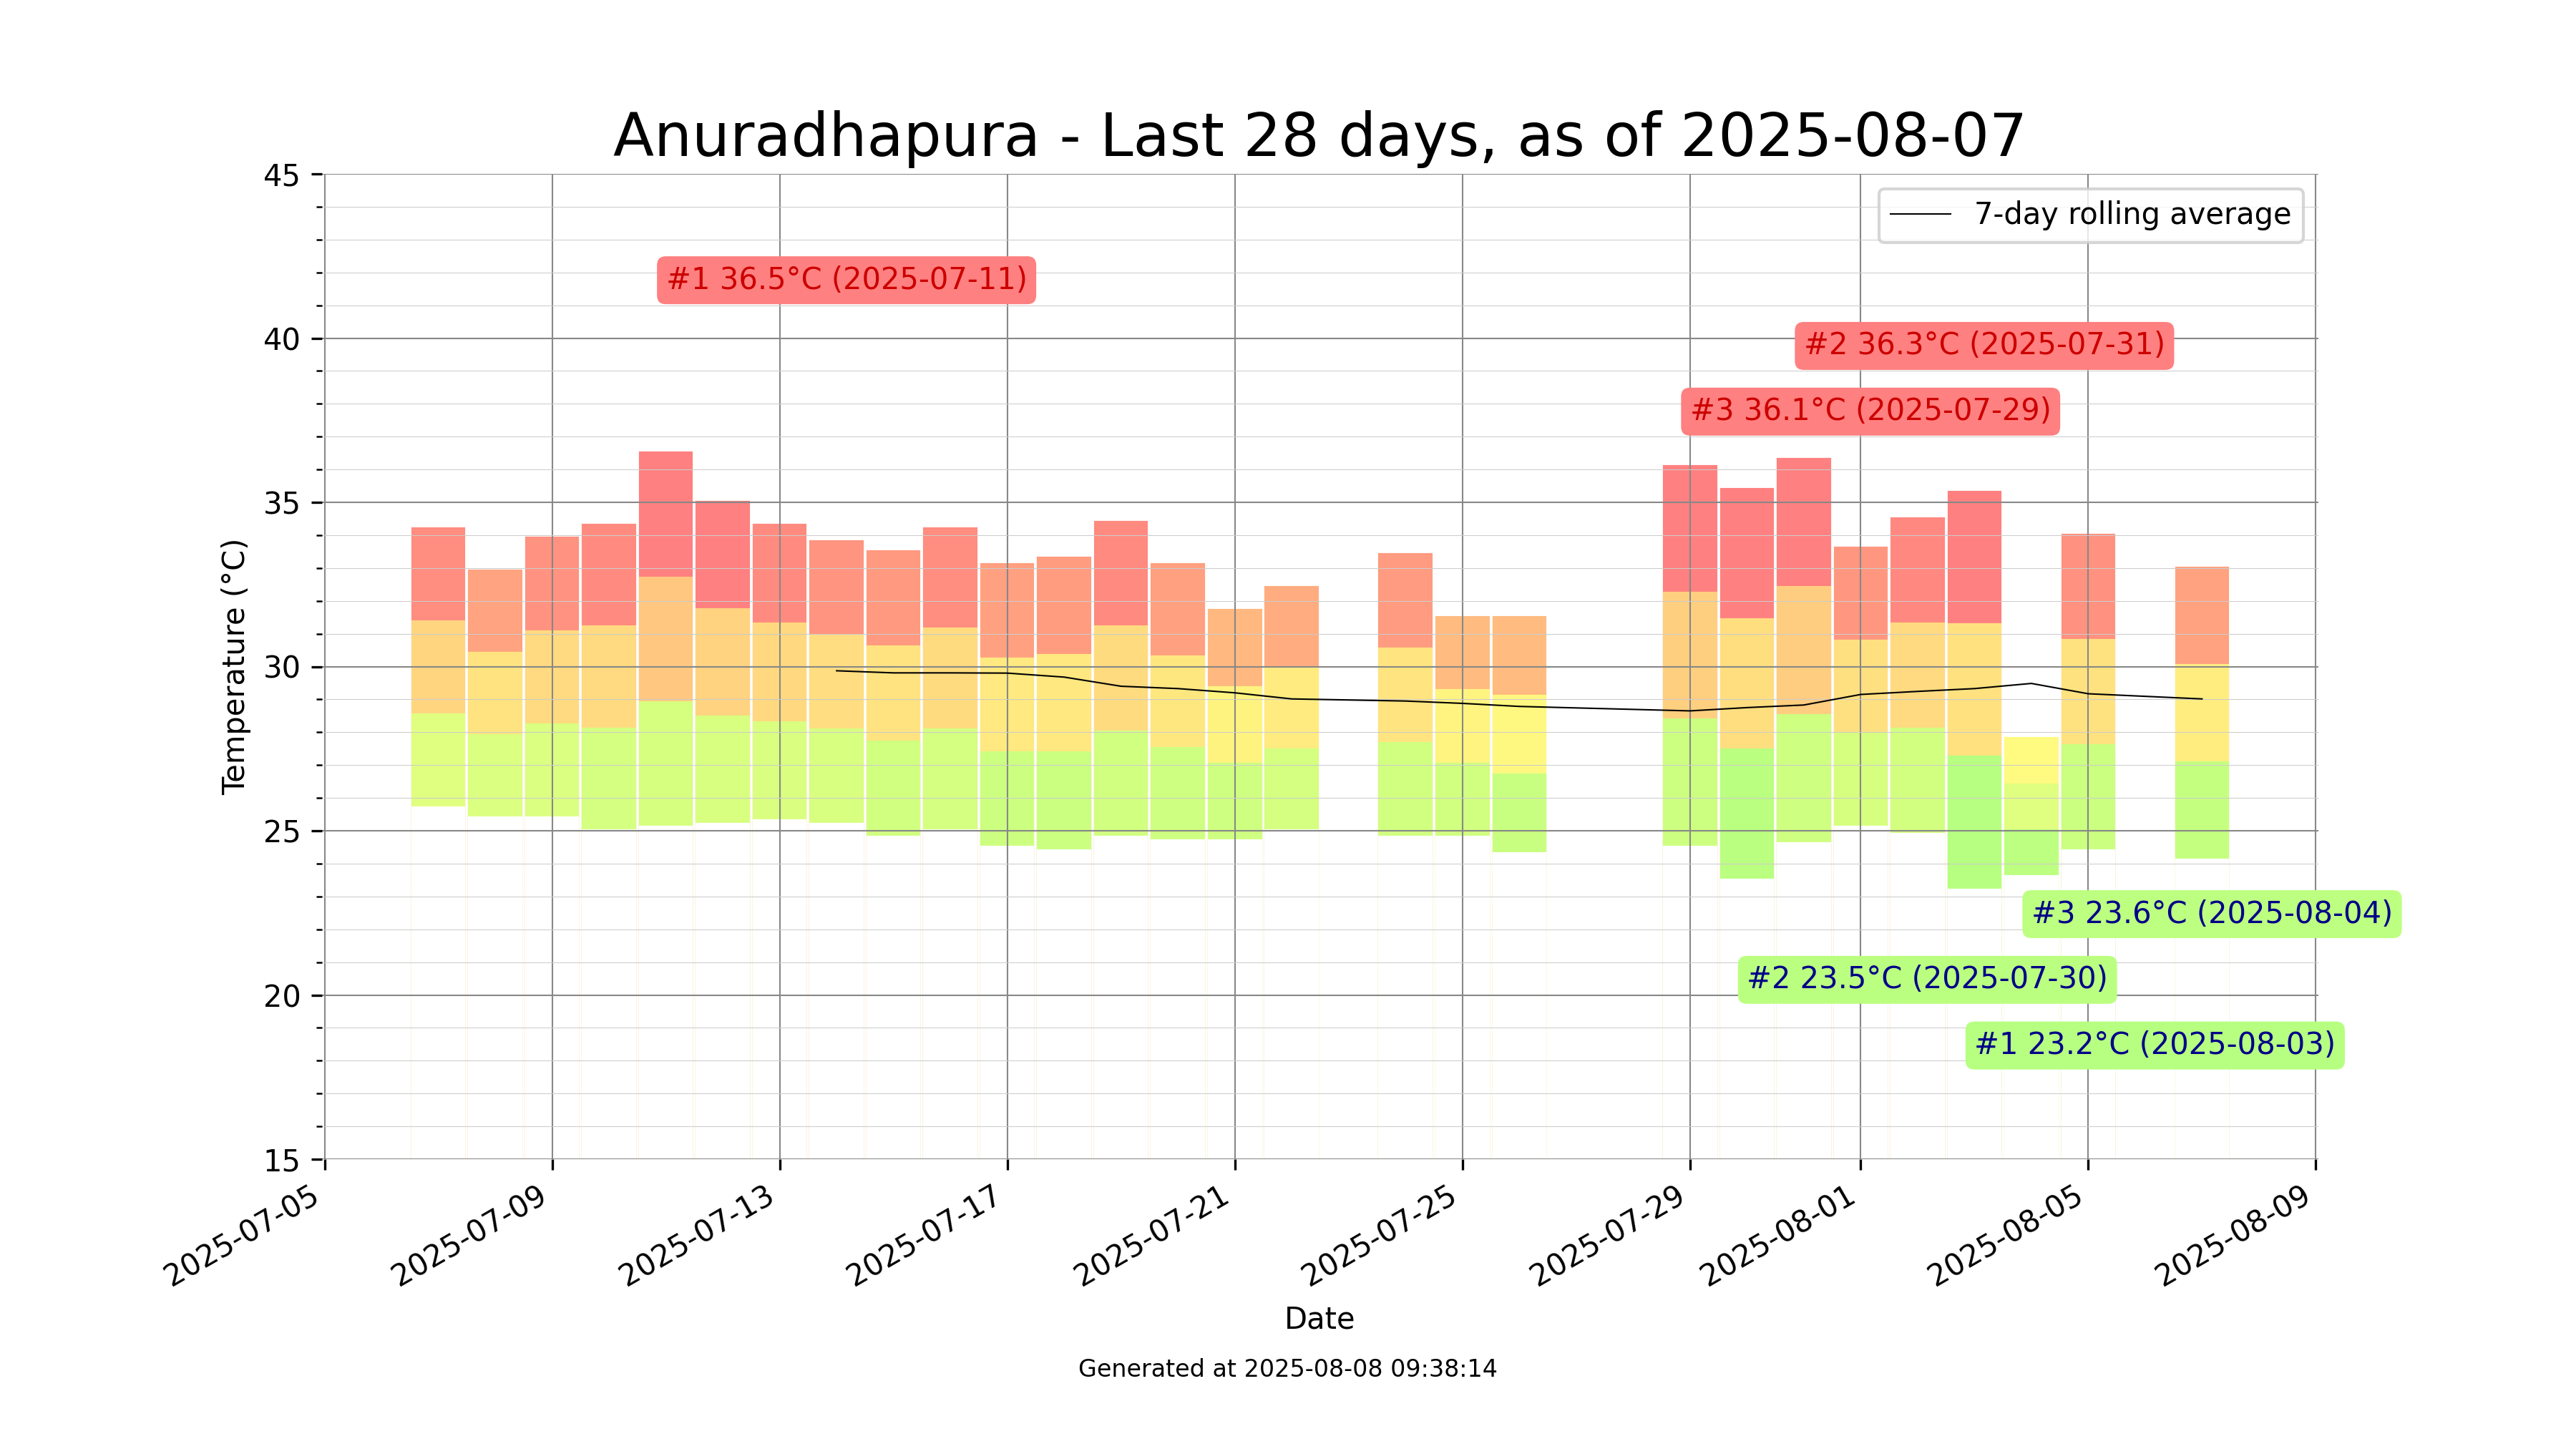 Anuradhapura - Last 28 days, as of 2025-08-07
7-day rolling average
#1 36.5°C (2025-07-11)
#2 36.3°C (2025-07-31)
#3 36.1°C (2025-07-29)
#3 23.6°C (2025-08-04)
#2 23.5°C (2025-07-30)
#1 23.2°C (2025-08-03)
Temperature (°C)
45
40
35
30
25
20
15
2025-07-05
2025-07-09
2025-07-13
2025-07-17
2025-07-21
2025-07-25
2025-07-29
2025-08-01
2025-08-05
2025-08-09
Date
Generated at 2025-08-08 09:38:14